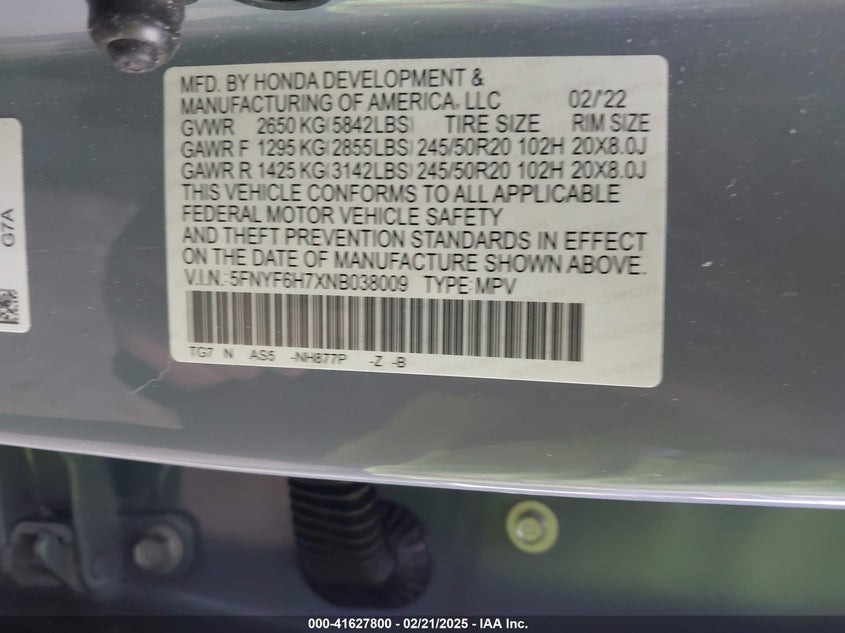 MFD. BY HONDA DEVELOPMENT &
MANUFACTURING OF AMERICA, LLC 02/'22
GVWR 2650 KG(5842LBS) TIRE SIZE RIM SIZE
GAWR F 1295 KG(2855LBS) 245/50R20 102H 20X8.0J
GAWR R 1425 KG(3142LBS) 245/50R20 102H 20X8.0J
THIS VEHICLE CONFORMS TO ALL APPLICABLE
FEDERAL MOTOR VEHICLE SAFETY
AND THEFT PREVENTION STANDARDS IN EFFECT
ON THE DATE OF MANUFACTURE SHOWN ABOVE.
V.I.N.: 5FNYF6H7XNB038009 TYPE: MPV
TG7 N AS5 -NH877P -Z -B
G7A
000-41627800 - 02/21/2025 - IAA Inc.